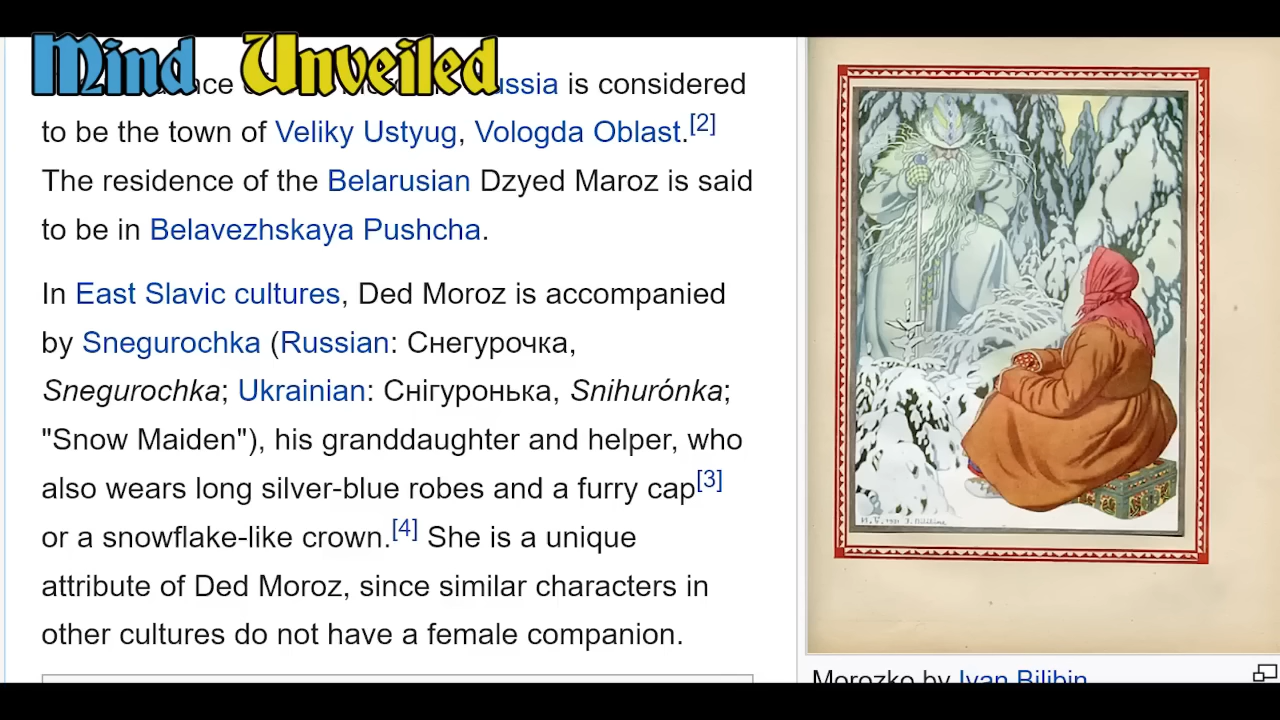 Mind Unveiled
is considered
to be the town of Veliky Ustyug, Vologda Oblast.[2]
The residence of the Belarusian Dzyed Maroz is said
to be in Belavezhskaya Pushcha.
In East Slavic cultures, Ded Moroz is accompanied
by Snegurochka (Russian: Снегурочка,
Snegurochka; Ukrainian: Снігуронька, Snihurónka;
"Snow Maiden"), his granddaughter and helper, who
also wears long silver-blue robes and a furry cap[3]
or a snowflake-like crown.[4] She is a unique
attribute of Ded Moroz, since similar characters in
other cultures do not have a female companion.
Morozko by Ivan Bilibin